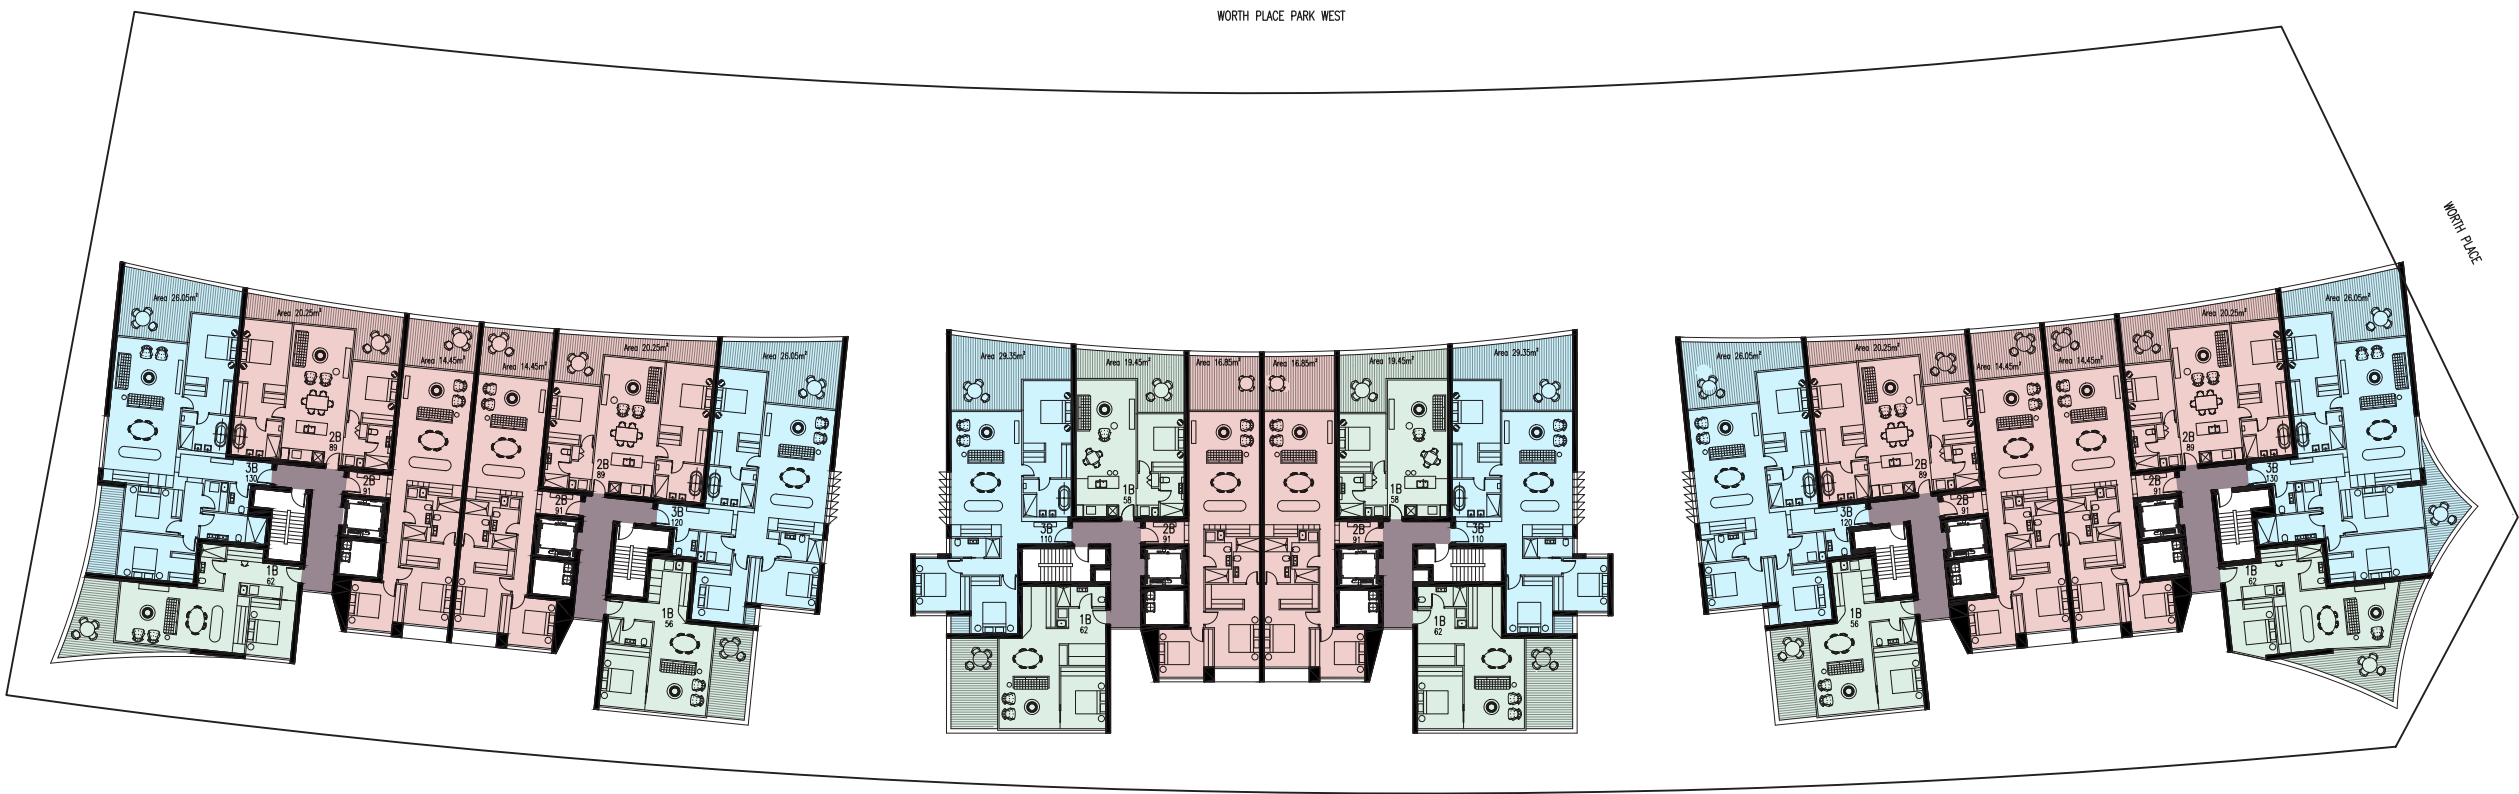 WORTH PLACE PARK WEST
WORTH PLACE
Area 26.05m²
Area 20.25m²
Area 14.45m²
Area 14.45m²
Area 20.25m²
Area 26.05m²
2B
89
3B
130
2B
91
1B
62
2B
89
2B
91
3B
120
1B
56
Area 29.35m²
Area 19.45m²
Area 16.85m²
Area 16.85m²
Area 19.45m²
Area 29.35m²
1B
58
3B
110
2B
91
1B
62
1B
58
2B
91
3B
110
1B
62
Area 26.05m²
Area 20.25m²
Area 14.45m²
Area 14.45m²
Area 20.25m²
Area 26.05m²
2B
89
3B
120
2B
91
1B
56
2B
89
2B
91
3B
130
1B
62